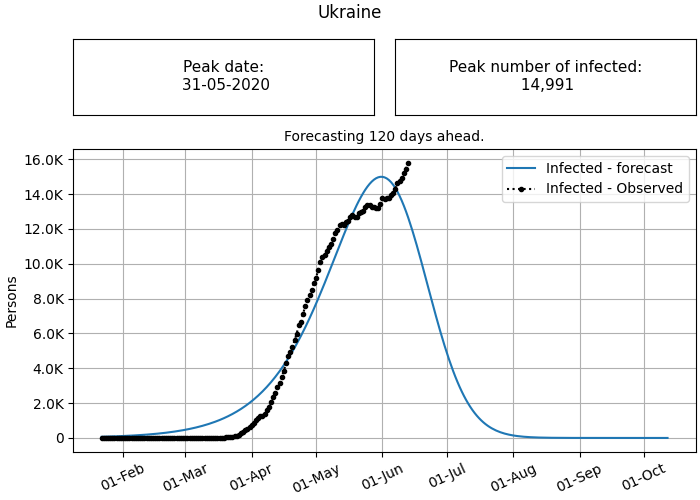 Ukraine
Peak date:
31-05-2020
Peak number of infected:
14,991
Forecasting 120 days ahead.
Infected - forecast
Infected - Observed
Persons
16.0K
14.0K
12.0K
10.0K
8.0K
6.0K
4.0K
2.0K
0
01-Feb
01-Mar
01-Apr
01-May
01-Jun
01-Jul
01-Aug
01-Sep
01-Oct